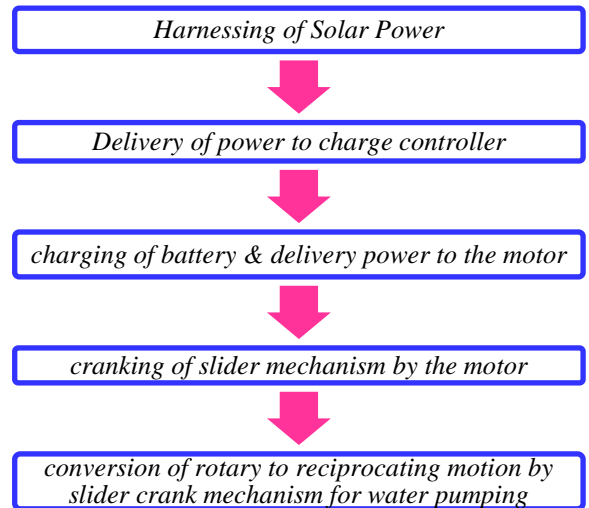 Harnessing of Solar Power
Delivery of power to charge controller
charging of battery & delivery power to the motor
cranking of slider mechanism by the motor
conversion of rotary to reciprocating motion by
slider crank mechanism for water pumping